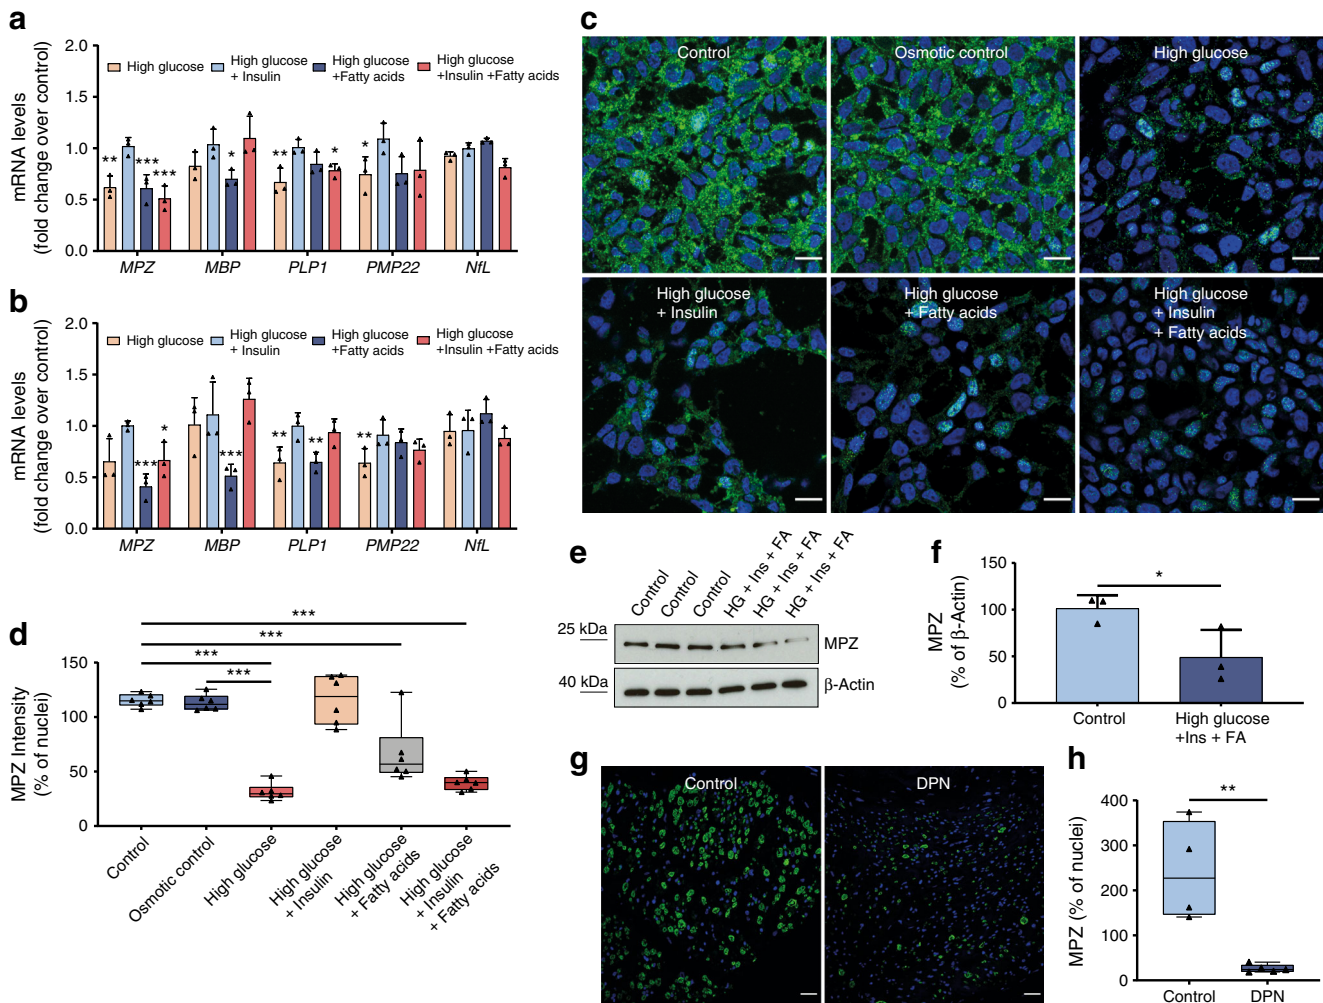 a
mRNA levels
(fold change over control)
2.0
1.5
1.0
0.5
0.0
High glucose
High glucose
+ Insulin
High glucose
+Fatty acids
High glucose
+Insulin +Fatty acids
**
***
***
*
**
*
*
MPZ
MBP
PLP1
PMP22
NfL
b
mRNA levels
(fold change over control)
2.0
1.5
1.0
0.5
0.0
High glucose
High glucose
+ Insulin
High glucose
+Fatty acids
High glucose
+Insulin +Fatty acids
***
*
***
**
**
**
MPZ
MBP
PLP1
PMP22
NfL
c
Control
Osmotic control
High glucose
High glucose
+ Insulin
High glucose
+ Fatty acids
High glucose
+ Insulin
+ Fatty acids
d
MPZ Intensity
(% of nuclei)
150
100
50
0
***
***
***
***
Control
Osmotic control
High glucose
High glucose
+ Insulin
High glucose
+ Fatty acids
High glucose
+ Insulin
+ Fatty acids
e
Control
Control
Control
HG + Ins + FA
HG + Ins + FA
HG + Ins + FA
25 kDa
MPZ
40 kDa
β-Actin
f
MPZ
(% of β-Actin)
150
100
50
0
*
Control
High glucose
+Ins + FA
g
Control
DPN
h
MPZ (% of nuclei)
400
300
200
100
0
**
Control
DPN